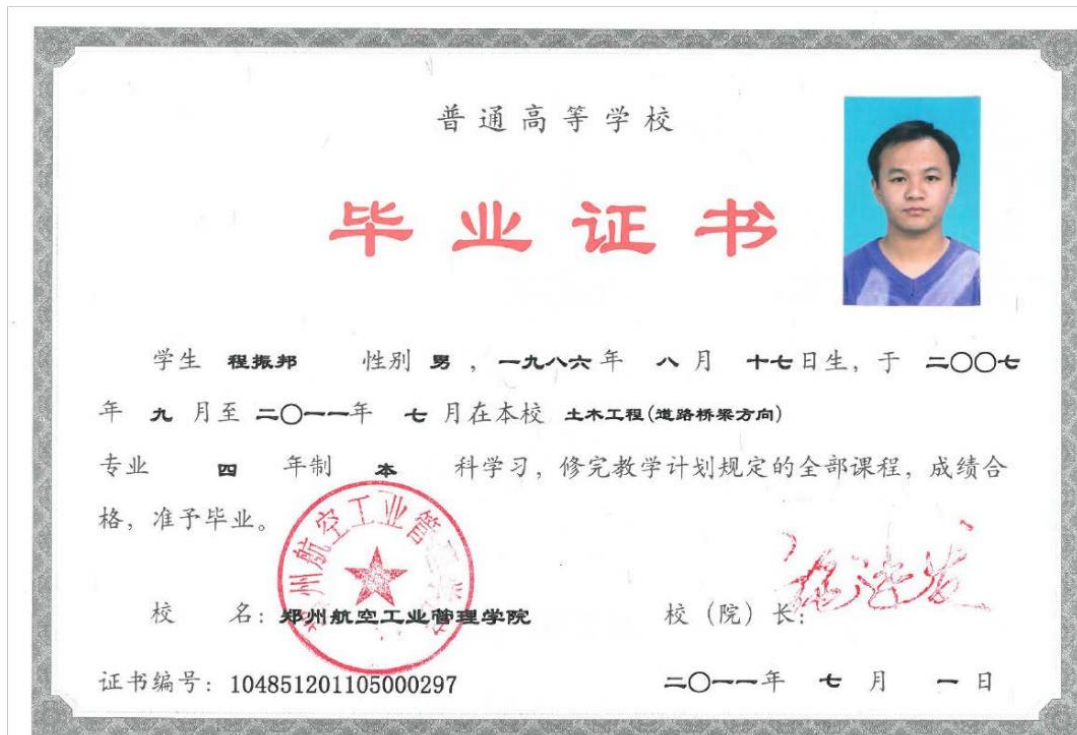 普通高等学校
毕业证书
学生 程振邦 性别 男 ，一九八六年 八月 十七日生，于 二〇〇七
年 九 月至 二〇一一年 七 月在本校 土木工程(道路桥梁方向)
专业 四 年制 本 科学习，修完教学计划规定的全部课程，成绩合
格，准予毕业。
校 名：郑州航空工业管理学院
校（院）长：
证书编号：104851201105000297
二〇一一年 七 月 一 日